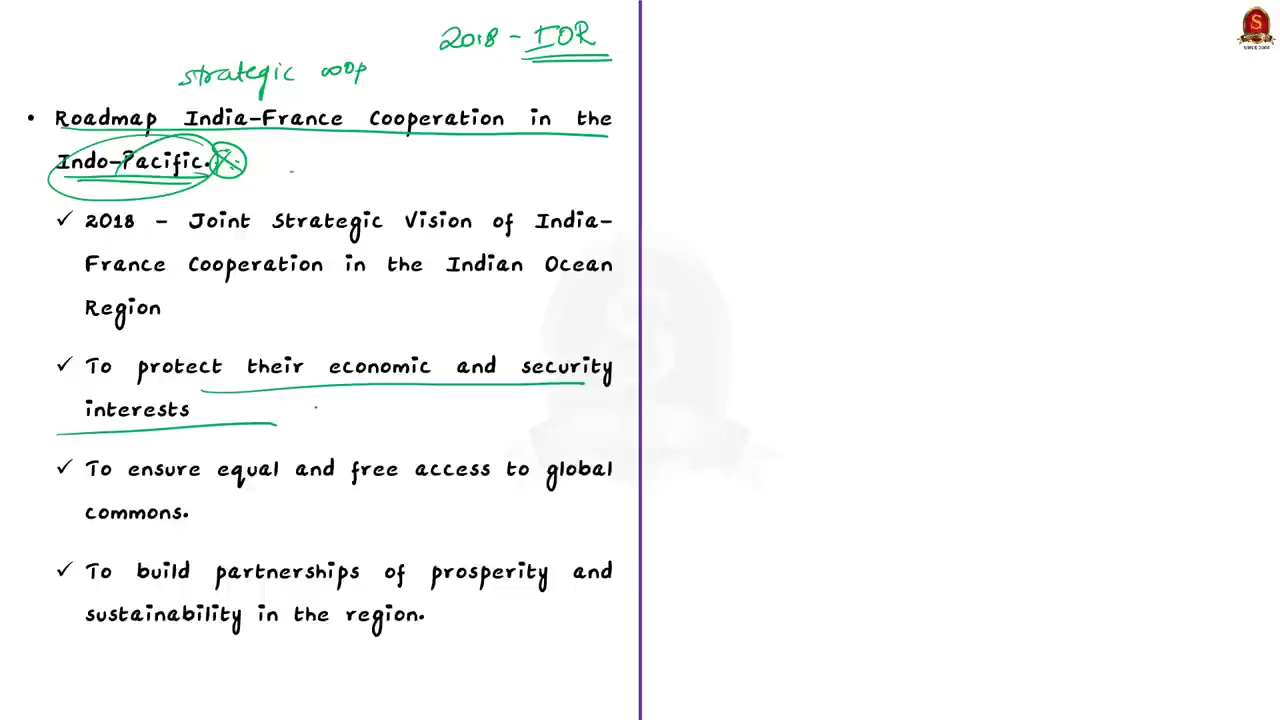 2018 - IOR
strategic coop
• Roadmap India-France Cooperation in the
Indo-Pacific.
✓ 2018 - Joint Strategic Vision of India-
France Cooperation in the Indian Ocean
Region
✓ To protect their economic and security
interests
✓ To ensure equal and free access to global
commons.
✓ To build partnerships of prosperity and
sustainability in the region.
S
SINCE 2004